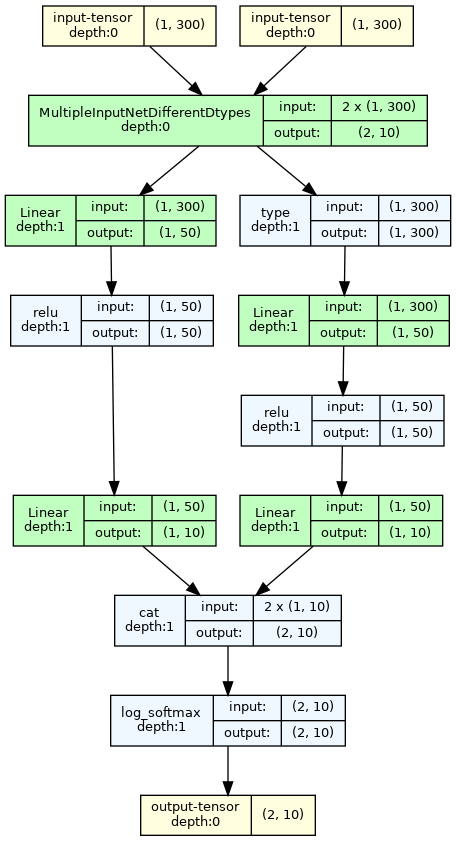 input-tensor
depth:0
(1, 300)
input-tensor
depth:0
(1, 300)
MultipleInputNetDifferentDtypes
depth:0
input:
2 x (1, 300)
output:
(2, 10)
Linear
depth:1
input:
(1, 300)
output:
(1, 50)
type
depth:1
input:
(1, 300)
output:
(1, 300)
relu
depth:1
input:
(1, 50)
output:
(1, 50)
Linear
depth:1
input:
(1, 300)
output:
(1, 50)
relu
depth:1
input:
(1, 50)
output:
(1, 50)
Linear
depth:1
input:
(1, 50)
output:
(1, 10)
Linear
depth:1
input:
(1, 50)
output:
(1, 10)
cat
depth:1
input:
2 x (1, 10)
output:
(2, 10)
log_softmax
depth:1
input:
(2, 10)
output:
(2, 10)
output-tensor
depth:0
(2, 10)